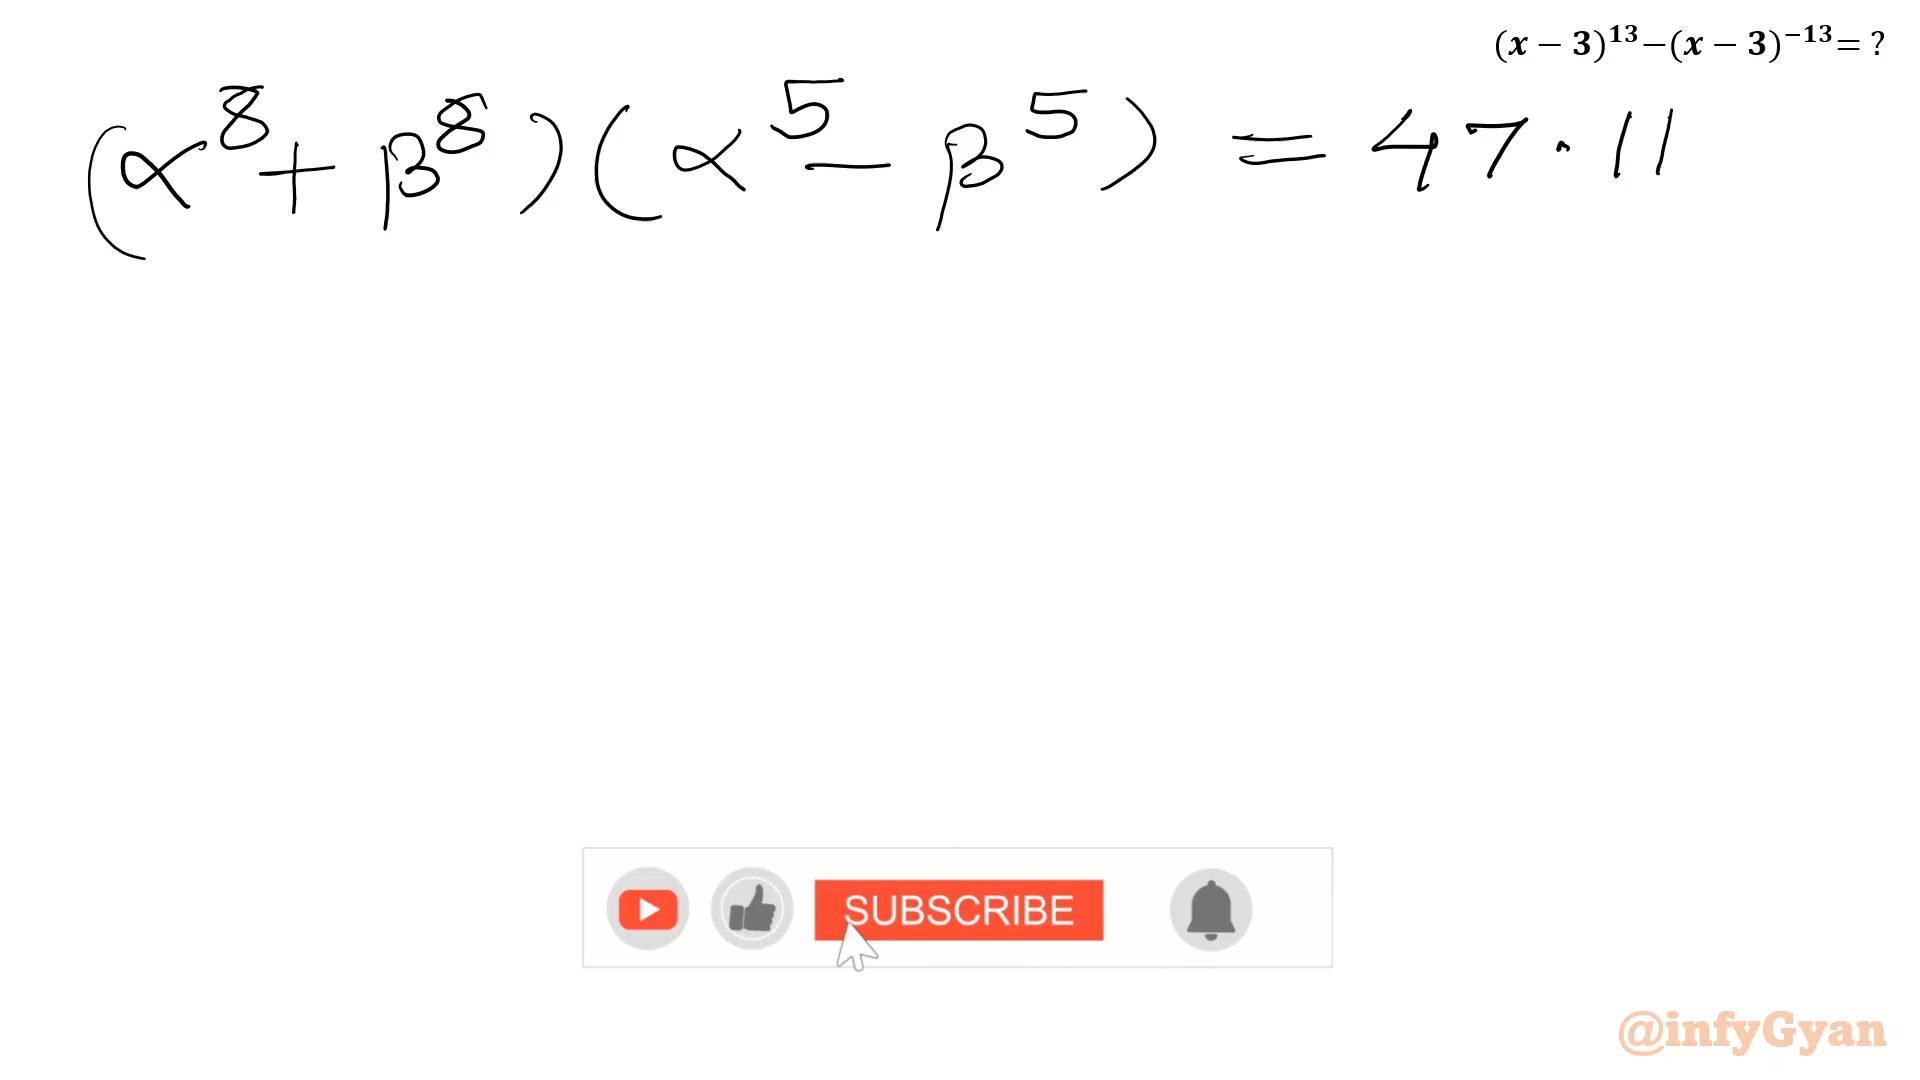 (x − 3)¹³−(x − 3)⁻¹³= ?
(α⁸ + β⁸) (α⁵ − β⁵) = 47 · 11
SUBSCRIBE
@infyGyan